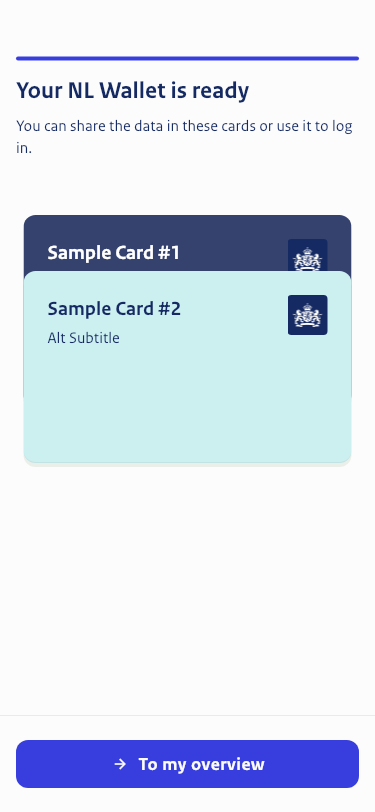 Your NL Wallet is ready
You can share the data in these cards or use it to log
in.
Sample Card #1
Sample Card #2
Alt Subtitle
To my overview